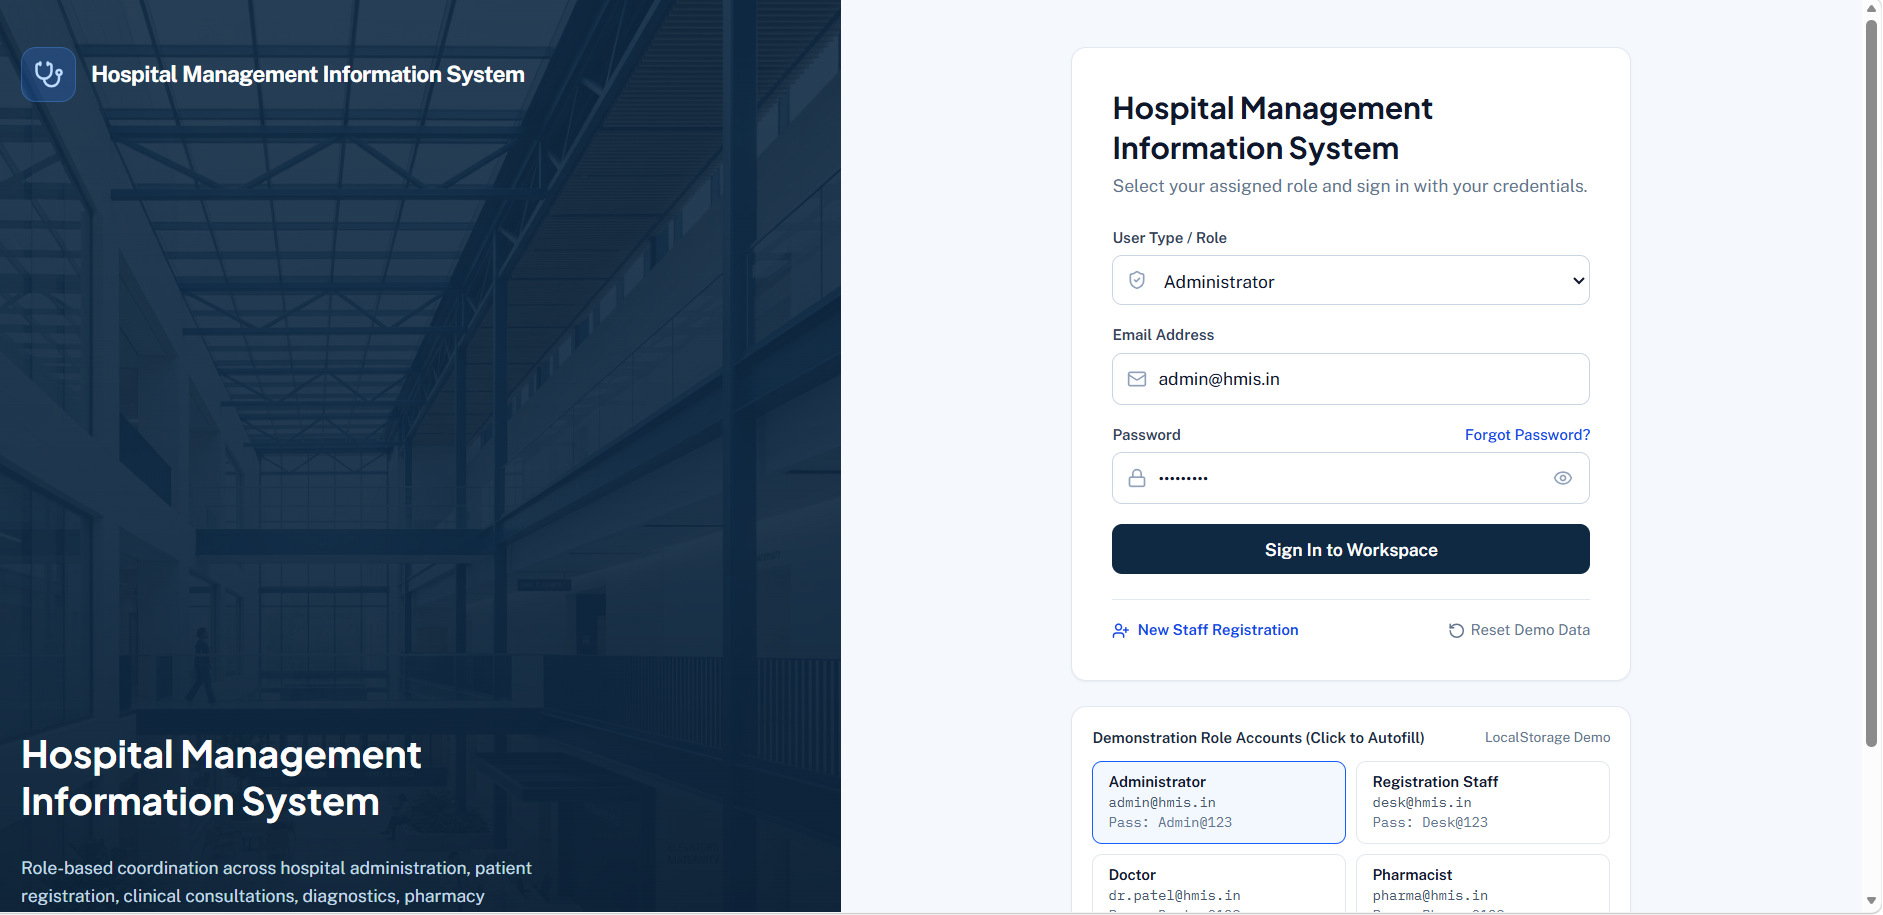 Hospital Management Information System
Hospital Management
Information System
Role-based coordination across hospital administration, patient
registration, clinical consultations, diagnostics, pharmacy
Hospital Management
Information System
Select your assigned role and sign in with your credentials.
User Type / Role
Administrator
Email Address
admin@hmis.in
Password
Forgot Password?
•••••••••
Sign In to Workspace
New Staff Registration
Reset Demo Data
Demonstration Role Accounts (Click to Autofill)
LocalStorage Demo
Administrator
admin@hmis.in
Pass: Admin@123
Registration Staff
desk@hmis.in
Pass: Desk@123
Doctor
dr.patel@hmis.in
Pharmacist
pharma@hmis.in